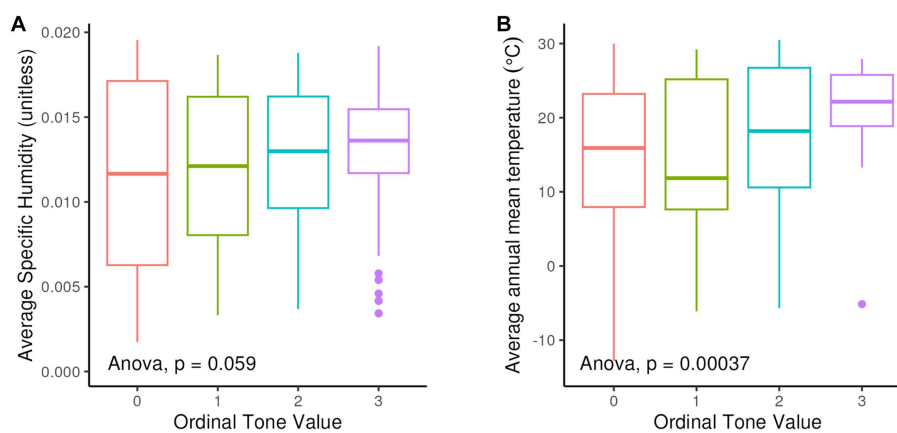 A
Average Specific Humidity (unitless)
0.020
0.015
0.010
0.005
0.000
Anova, p = 0.059
0 1 2 3
Ordinal Tone Value
B
Average annual mean temperature (°C)
30
20
10
0
-10
Anova, p = 0.00037
0 1 2 3
Ordinal Tone Value